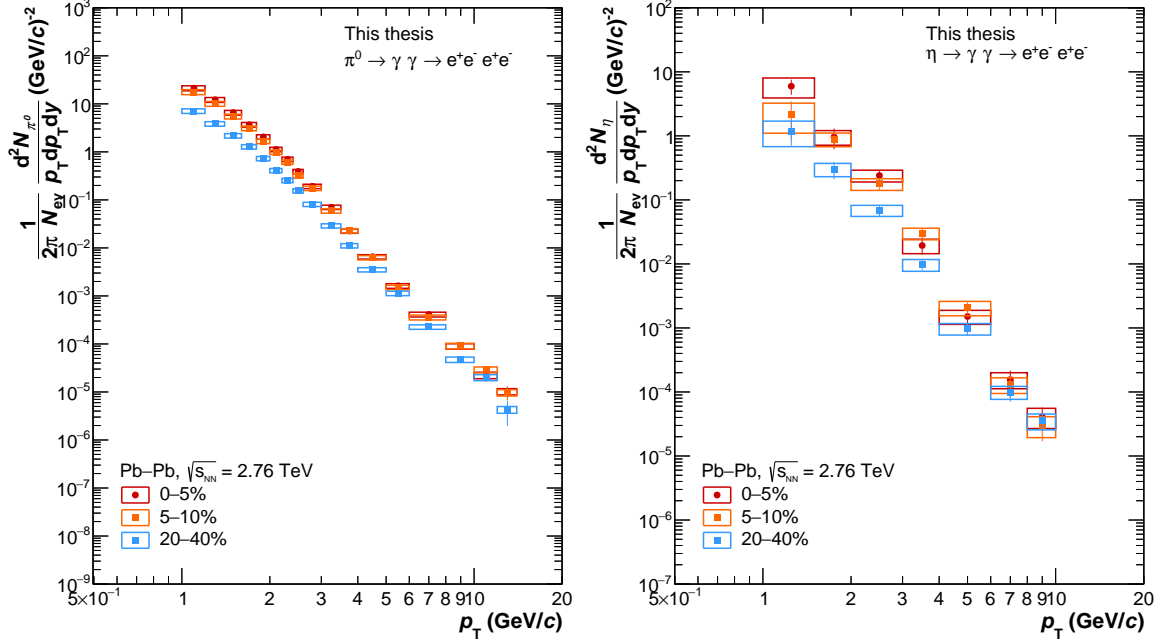 This thesis
π⁰ → γ γ → e⁺e⁻ e⁺e⁻
1/(2π N_ev) d²N_π⁰/(p_T dp_T dy) (GeV/c)⁻²
10³
10²
10
1
10⁻¹
10⁻²
10⁻³
10⁻⁴
10⁻⁵
10⁻⁶
10⁻⁷
10⁻⁸
10⁻⁹
Pb–Pb, √s_NN = 2.76 TeV
0–5%
5–10%
20–40%
5×10⁻¹ 1 2 3 4 5 6 7 8 9 10 20
p_T (GeV/c)
This thesis
η → γ γ → e⁺e⁻ e⁺e⁻
1/(2π N_ev) d²N_η/(p_T dp_T dy) (GeV/c)⁻²
10²
10
1
10⁻¹
10⁻²
10⁻³
10⁻⁴
10⁻⁵
10⁻⁶
10⁻⁷
Pb–Pb, √s_NN = 2.76 TeV
0–5%
5–10%
20–40%
5×10⁻¹ 1 2 3 4 5 6 7 8 9 10 20
p_T (GeV/c)